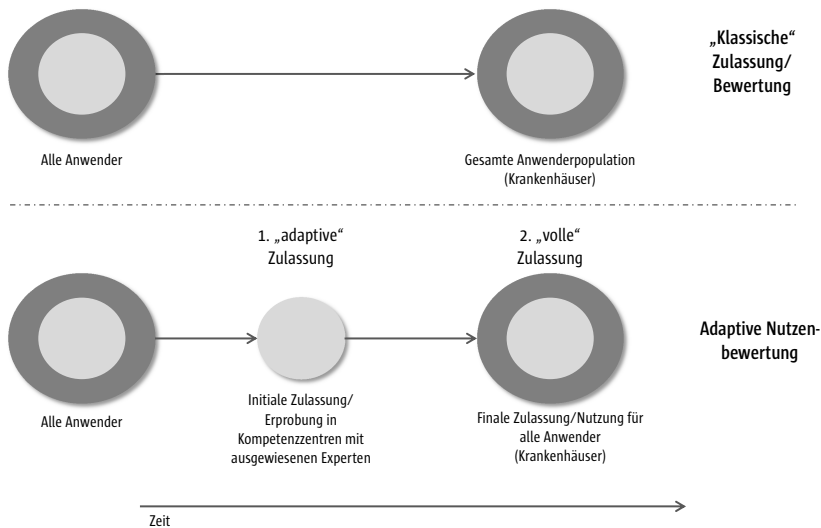 „Klassische“
Zulassung/
Bewertung
Alle Anwender
Gesamte Anwenderpopulation
(Krankenhäuser)
1. „adaptive“
Zulassung
2. „volle“
Zulassung
Adaptive Nutzen-
bewertung
Alle Anwender
Initiale Zulassung/
Erprobung in
Kompetenzzentren mit
ausgewiesenen Experten
Finale Zulassung/Nutzung für
alle Anwender
(Krankenhäuser)
Zeit